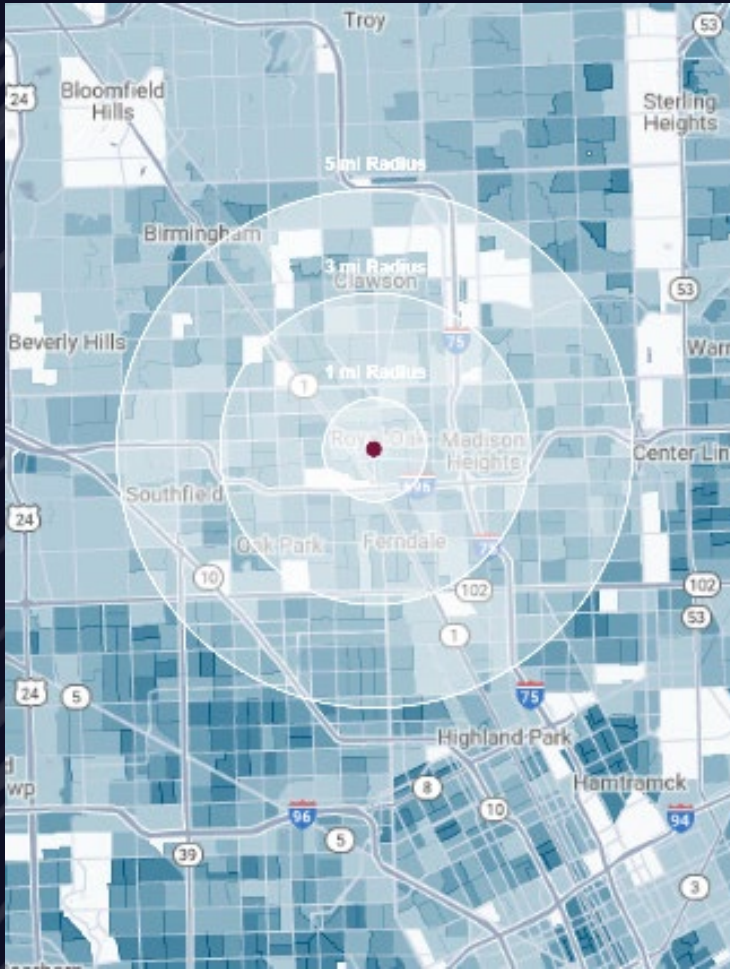 Troy
53
Bloomfield
Hills
24
Sterling
Heights
5 mi Radius
Birmingham
3 mi Radius
Clawson
53
75
Beverly Hills
Warr
1 mi Radius
1
Royal Oak
Madison
Heights
Center Lin
696
Southfield
24
Oak Park
Ferndale
75
10
102
102
53
1
24
5
75
Highland Park
d
wp
8
Hamtramck
10
96
94
5
39
3